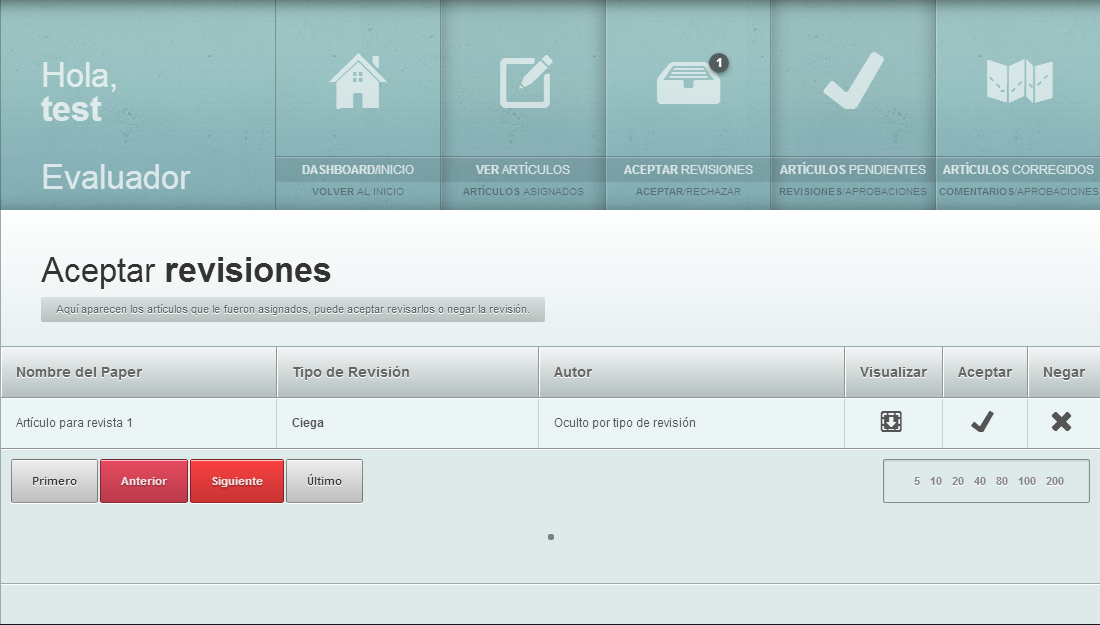 Hola,
test
Evaluador
1
DASHBOARD/INICIO
VOLVER AL INICIO
VER ARTÍCULOS
ARTÍCULOS ASIGNADOS
ACEPTAR REVISIONES
ACEPTAR/RECHAZAR
ARTÍCULOS PENDIENTES
REVISIONES/APROBACIONES
ARTÍCULOS CORREGIDOS
COMENTARIOS/APROBACIONES
Aceptar revisiones
Aquí aparecen los artículos que le fueron asignados, puede aceptar revisarlos o negar la revisión.
Nombre del Paper Tipo de Revisión Autor Visualizar Aceptar Negar
Artículo para revista 1 Ciega Oculto por tipo de revisión
Primero Anterior Siguiente Último 5 10 20 40 80 100 200